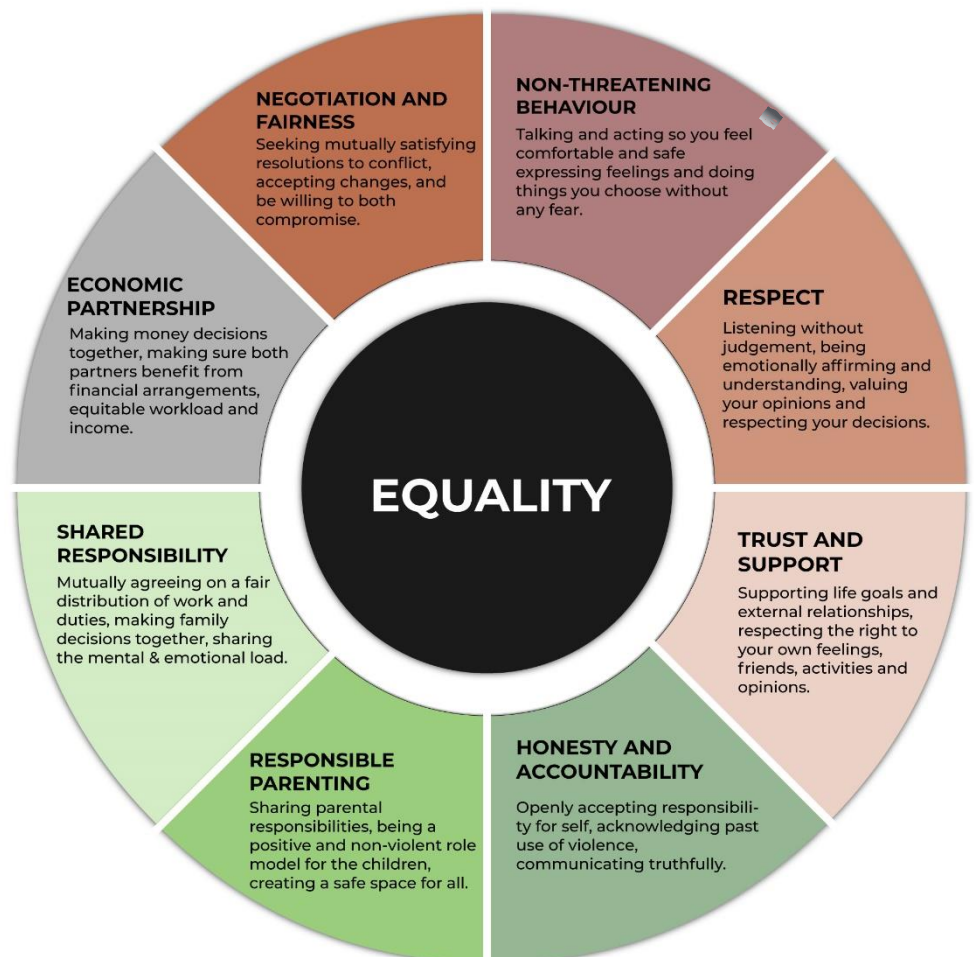 NON-THREATENING
BEHAVIOUR
Talking and acting so you feel
comfortable and safe
expressing feelings and doing
things you choose without
any fear.
RESPECT
Listening without
judgement, being
emotionally affirming and
understanding, valuing
your opinions and
respecting your decisions.
TRUST AND
SUPPORT
Supporting life goals and
external relationships,
respecting the right to
your own feelings,
friends, activities and
opinions.
HONESTY AND
ACCOUNTABILITY
Openly accepting responsibili-
ty for self, acknowledging past
use of violence,
communicating truthfully.
RESPONSIBLE
PARENTING
Sharing parental
responsibilities, being a
positive and non-violent role
model for the children,
creating a safe space for all.
SHARED
RESPONSIBILITY
Mutually agreeing on a fair
distribution of work and
duties, making family
decisions together, sharing
the mental & emotional load.
ECONOMIC
PARTNERSHIP
Making money decisions
together, making sure both
partners benefit from
financial arrangements,
equitable workload and
income.
NEGOTIATION AND
FAIRNESS
Seeking mutually satisfying
resolutions to conflict,
accepting changes, and
be willing to both
compromise.
EQUALITY